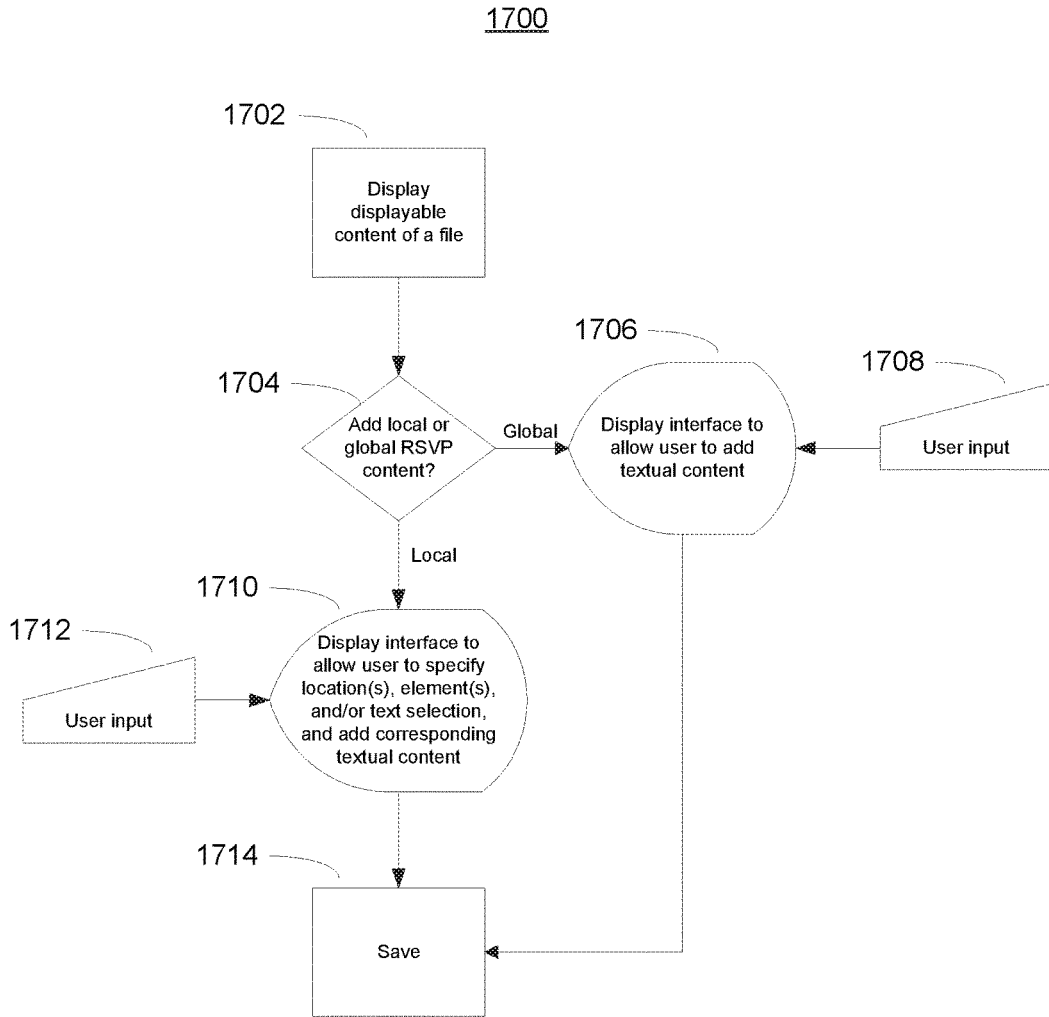 1700
1702
Display
displayable
content of a file
1704
Add local or
global RSVP
content?
Global
1706
Display interface to
allow user to add
textual content
1708
User input
Local
1710
Display interface to
allow user to specify
location(s), element(s),
and/or text selection,
and add corresponding
textual content
1712
User input
1714
Save